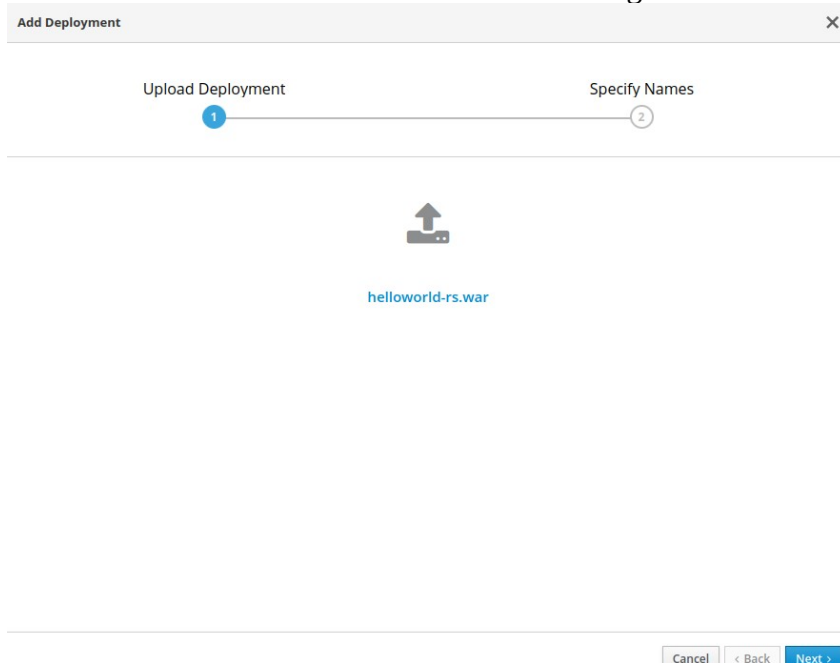 Add Deployment
Upload Deployment Specify Names
1 2
helloworld-rs.war
Cancel < Back Next >